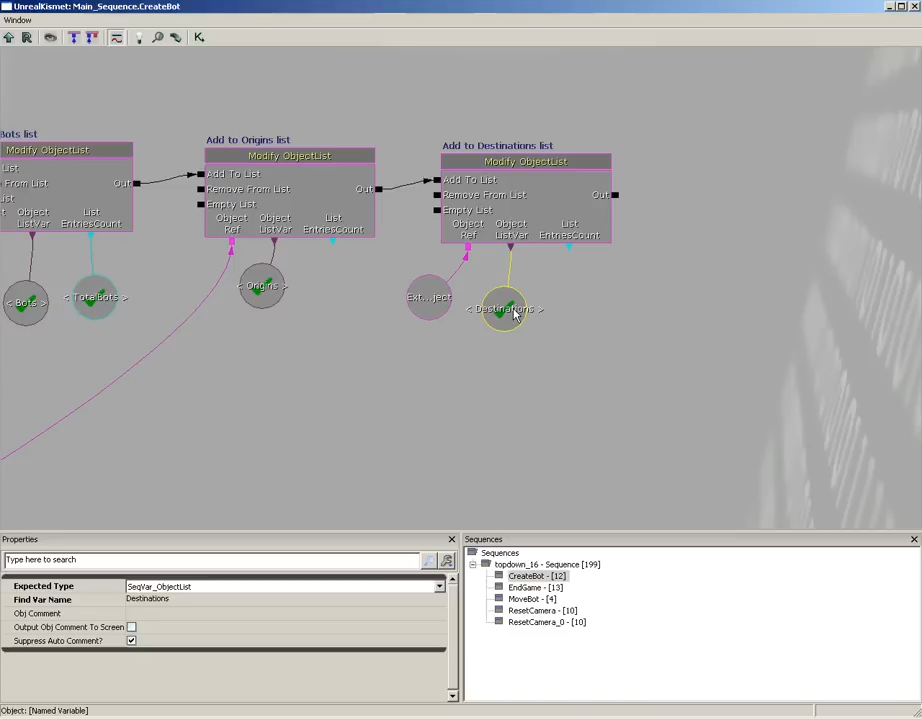 UnrealKismet: Main_Sequence.CreateBot
Window
Bots list
Modify ObjectList
List
From List
Out
List
Object
ListVar
List
EntriesCount
< Bots >
< TotalBots >
Add to Origins list
Modify ObjectList
Add To List
Remove From List
Out
Empty List
Object
Ref
Object
ListVar
List
EntriesCount
< Origins >
Add to Destinations list
Modify ObjectList
Add To List
Remove From List
Out
Empty List
Object
Ref
Object
ListVar
List
EntriesCount
Ext...ject
< Destinations >
Properties
Type here to search
Expected Type
SeqVar_ObjectList
Find Var Name
Destinations
Obj Comment
Output Obj Comment To Screen
Suppress Auto Comment?
Sequences
Sequences
topdown_16 - Sequence [199]
CreateBot - [12]
EndGame - [13]
MoveBot - [4]
ResetCamera - [10]
ResetCamera_0 - [10]
Object: [Named Variable]